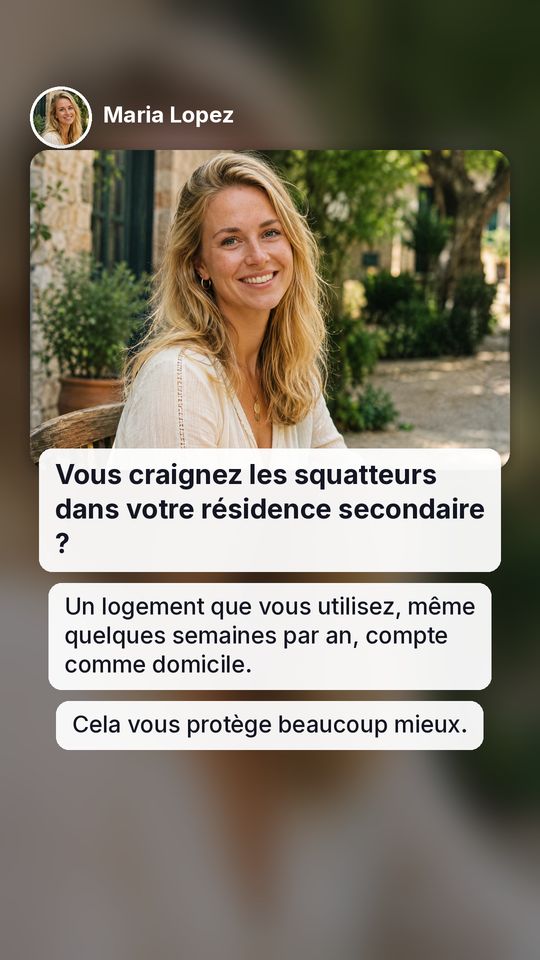 Maria Lopez
Vous craignez les squatteurs
dans votre résidence secondaire
?
Un logement que vous utilisez, même
quelques semaines par an, compte
comme domicile.
Cela vous protège beaucoup mieux.